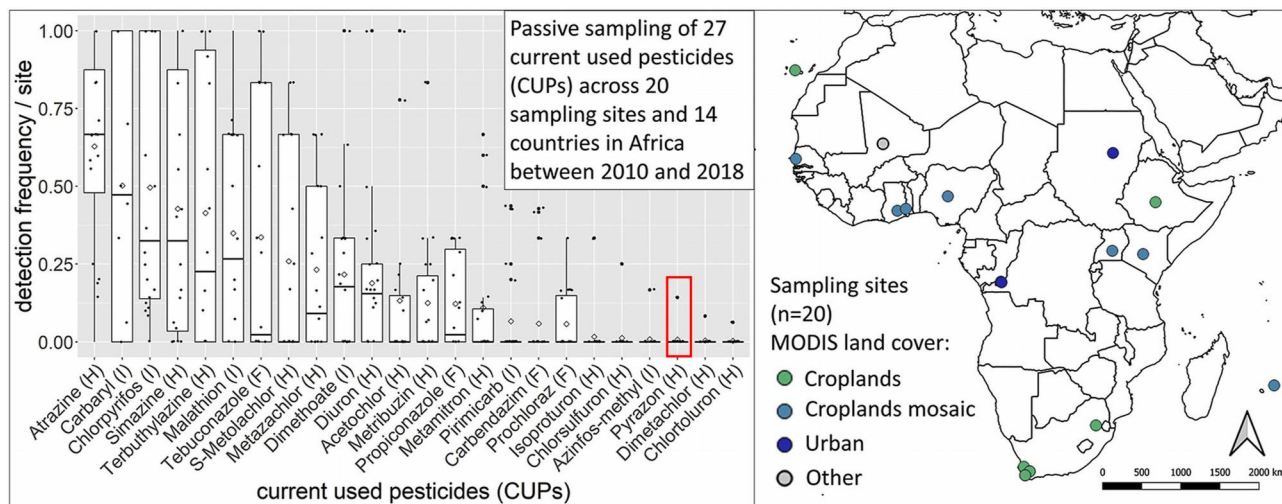 detection frequency / site
1.00
0.75
0.50
0.25
0.00
Passive sampling of 27
current used pesticides
(CUPs) across 20
sampling sites and 14
countries in Africa
between 2010 and 2018
Atrazine (H)
Carbaryl (I)
Chlorpyrifos (I)
Simazine (H)
Terbuthylazine (H)
Malathion (I)
Tebuconazole (F)
S-Metolachlor (H)
Metazachlor (H)
Dimethoate (I)
Diuron (H)
Acetochlor (H)
Metribuzin (H)
Propiconazole (F)
Metamitron (H)
Pirimicarb (I)
Carbendazim (F)
Prochloraz (F)
Isoproturon (H)
Chlorsulfuron (H)
Azinfos-methyl (I)
Pyrazon (H)
Dimetachlor (H)
Chlortoluron (H)
current used pesticides (CUPs)
Sampling sites
(n=20)
MODIS land cover:
Croplands
Croplands mosaic
Urban
Other
0 500 1000 1500 2000 km